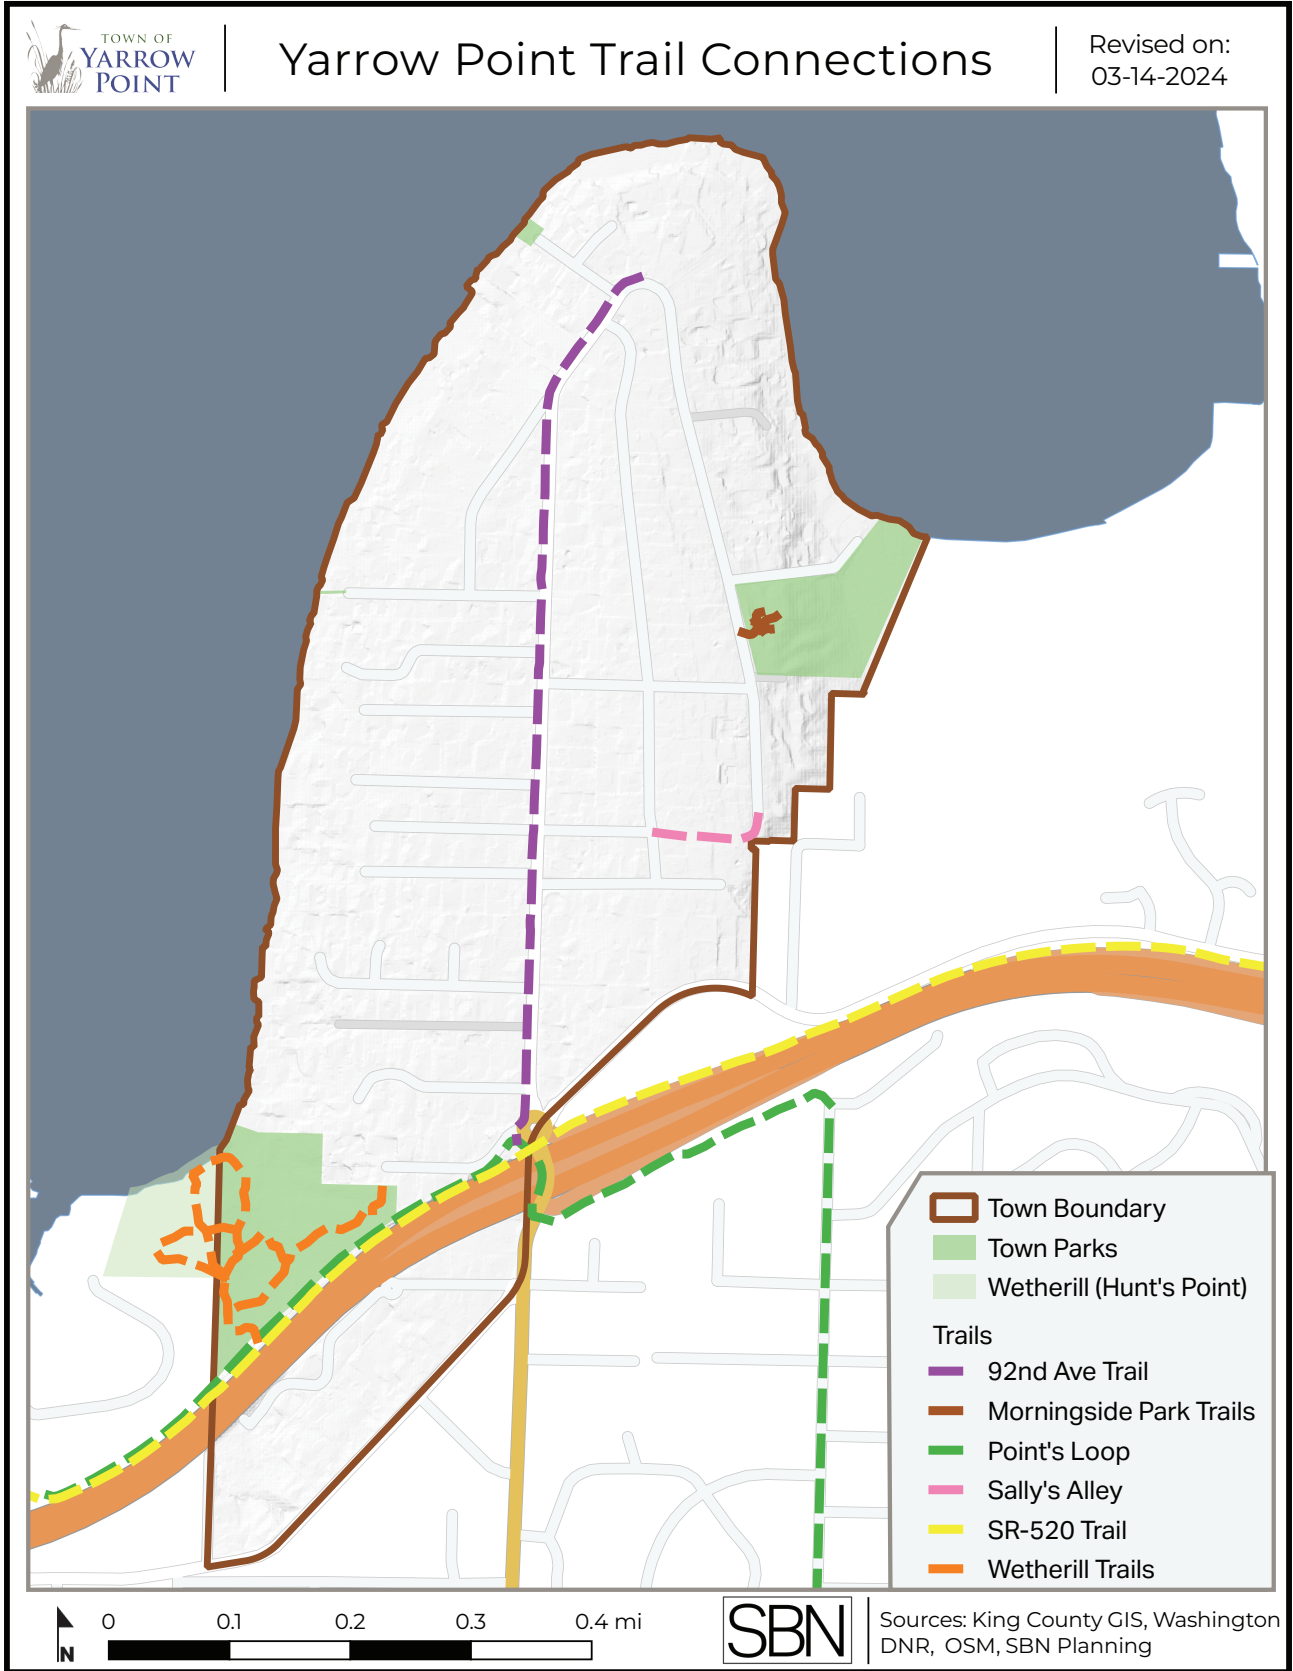 TOWN OF
YARROW
POINT
Yarrow Point Trail Connections
Revised on:
03-14-2024
Town Boundary
Town Parks
Wetherill (Hunt's Point)
Trails
92nd Ave Trail
Morningside Park Trails
Point's Loop
Sally's Alley
SR-520 Trail
Wetherill Trails
N
0 0.1 0.2 0.3 0.4 mi
SBN
Sources: King County GIS, Washington
DNR, OSM, SBN Planning